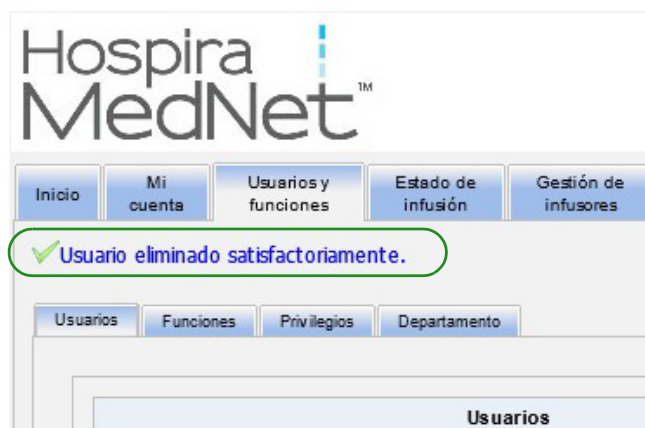 Hospira
MedNet™
Inicio
Mi
cuenta
Usuarios y
funciones
Estado de
infusión
Gestión de
infusores
Usuario eliminado satisfactoriamente.
Usuarios
Funciones
Privilegios
Departamento
Usuarios